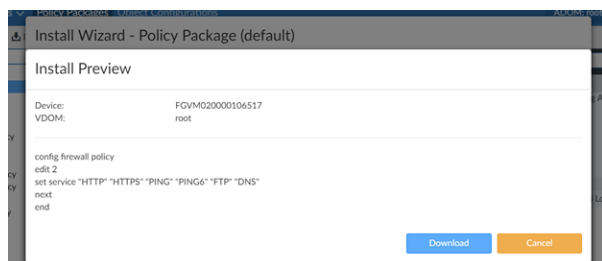 Policy Packages Object Configurations ADOM: root
Install Wizard - Policy Package (default)
Install Preview
Device: FGVM020000106517
VDOM: root
config firewall policy
edit 2
set service "HTTP" "HTTPS" "PING" "PING6" "FTP" "DNS"
next
end
Download Cancel